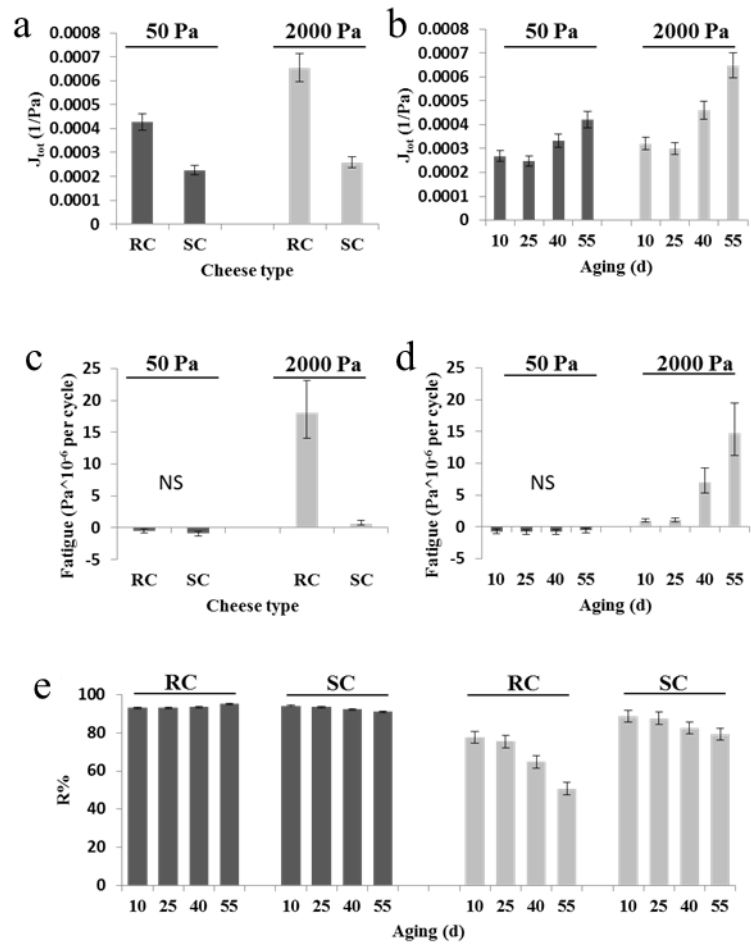 a
50 Pa 2000 Pa
0.0008
0.0007
0.0006
0.0005
0.0004
0.0003
0.0002
0.0001
0
J_tot (1/Pa)
RC SC RC SC
Cheese type
b
50 Pa 2000 Pa
0.0008
0.0007
0.0006
0.0005
0.0004
0.0003
0.0002
0.0001
0
J_tot (1/Pa)
10 25 40 55 10 25 40 55
Aging (d)
c
50 Pa 2000 Pa
25
20
15
10
5
0
-5
Fatigue (Pa^10⁻⁶ per cycle)
NS
RC SC RC SC
Cheese type
d
50 Pa 2000 Pa
25
20
15
10
5
0
-5
Fatigue (Pa^10⁻⁶ per cycle)
NS
10 25 40 55 10 25 40 55
Aging (d)
e
RC SC RC SC
100
80
60
40
20
0
R%
10 25 40 55 10 25 40 55 10 25 40 55 10 25 40 55
Aging (d)